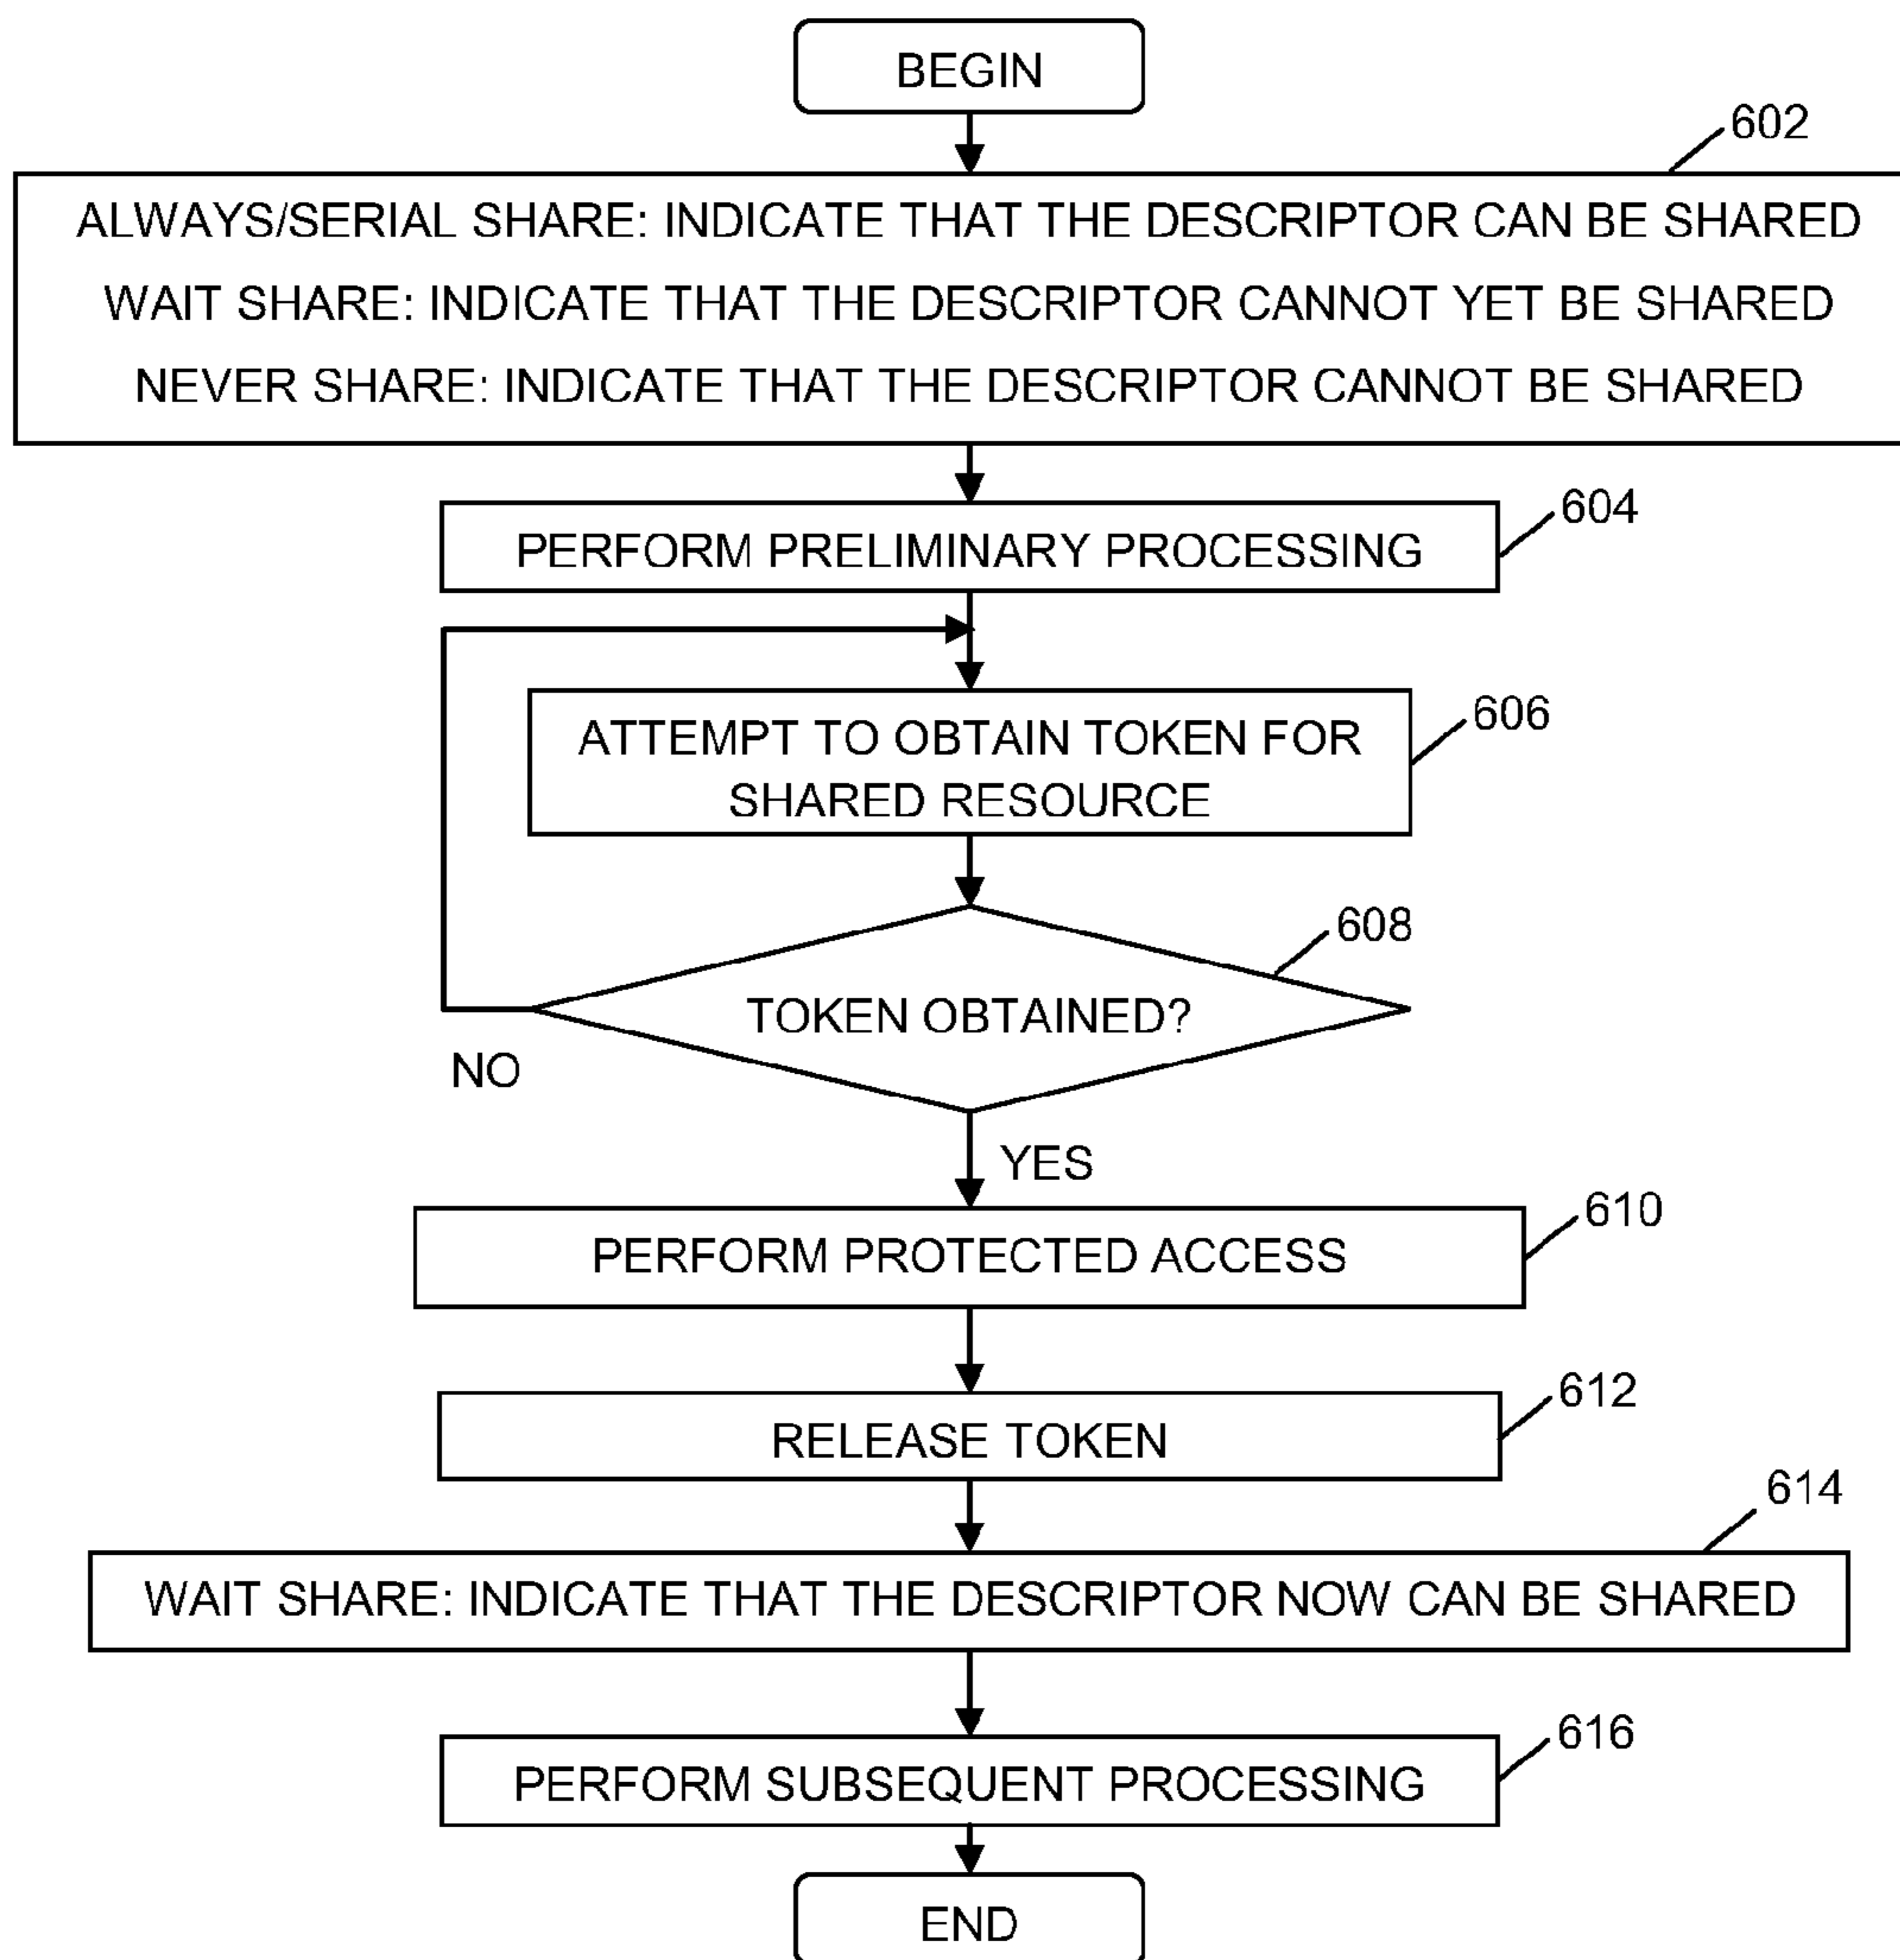 BEGIN
602
ALWAYS/SERIAL SHARE: INDICATE THAT THE DESCRIPTOR CAN BE SHARED
WAIT SHARE: INDICATE THAT THE DESCRIPTOR CANNOT YET BE SHARED
NEVER SHARE: INDICATE THAT THE DESCRIPTOR CANNOT BE SHARED
604
PERFORM PRELIMINARY PROCESSING
606
ATTEMPT TO OBTAIN TOKEN FOR
SHARED RESOURCE
608
TOKEN OBTAINED?
NO
YES
610
PERFORM PROTECTED ACCESS
612
RELEASE TOKEN
614
WAIT SHARE: INDICATE THAT THE DESCRIPTOR NOW CAN BE SHARED
616
PERFORM SUBSEQUENT PROCESSING
END